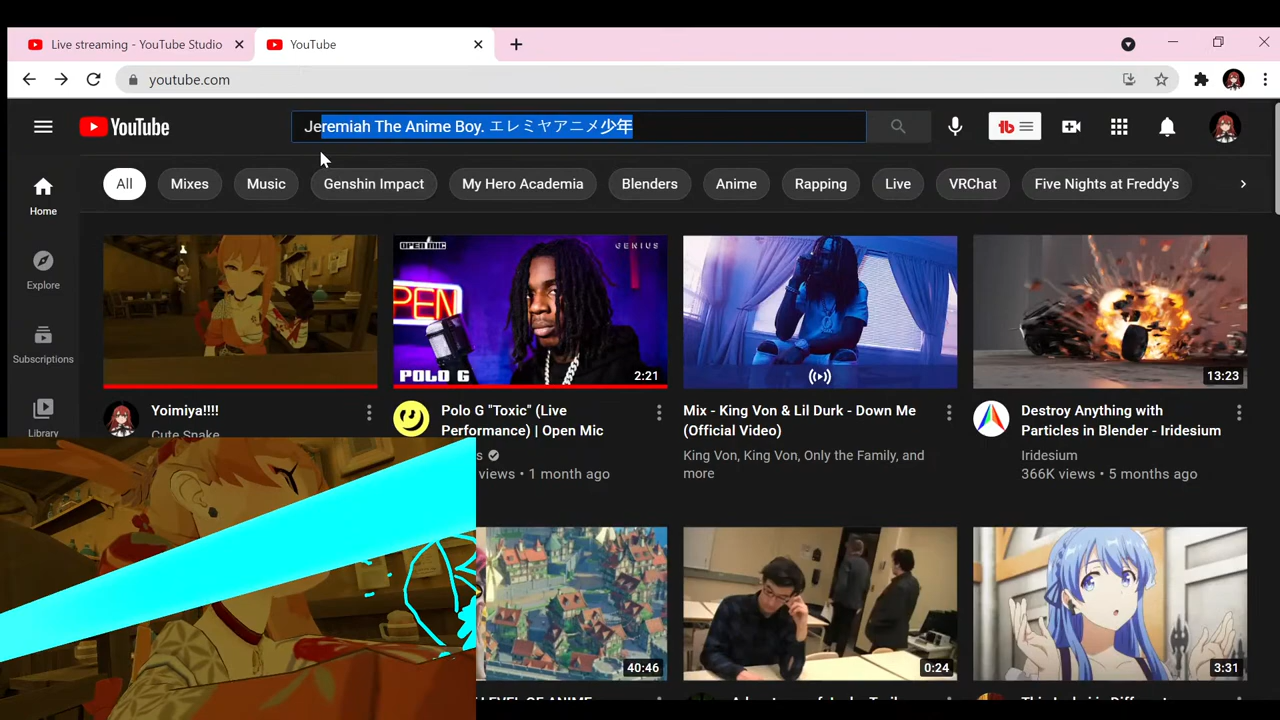 Live streaming - YouTube Studio
YouTube
youtube.com
YouTube
Jeremiah The Anime Boy. エレミヤアニメ少年
All
Mixes
Music
Genshin Impact
My Hero Academia
Blenders
Anime
Rapping
Live
VRChat
Five Nights at Freddy's
Home
Explore
Subscriptions
Library
OPEN MIC
GENIUS
OPEN
POLO G
2:21
13:23
Yoimiya!!!!
Cute Snake
Polo G "Toxic" (Live
Performance) | Open Mic
views • 1 month ago
Mix - King Von & Lil Durk - Down Me
(Official Video)
King Von, King Von, Only the Family, and
more
Destroy Anything with
Particles in Blender - Iridesium
Iridesium
366K views • 5 months ago
40:46
0:24
3:31
LEVEL OF ANIME